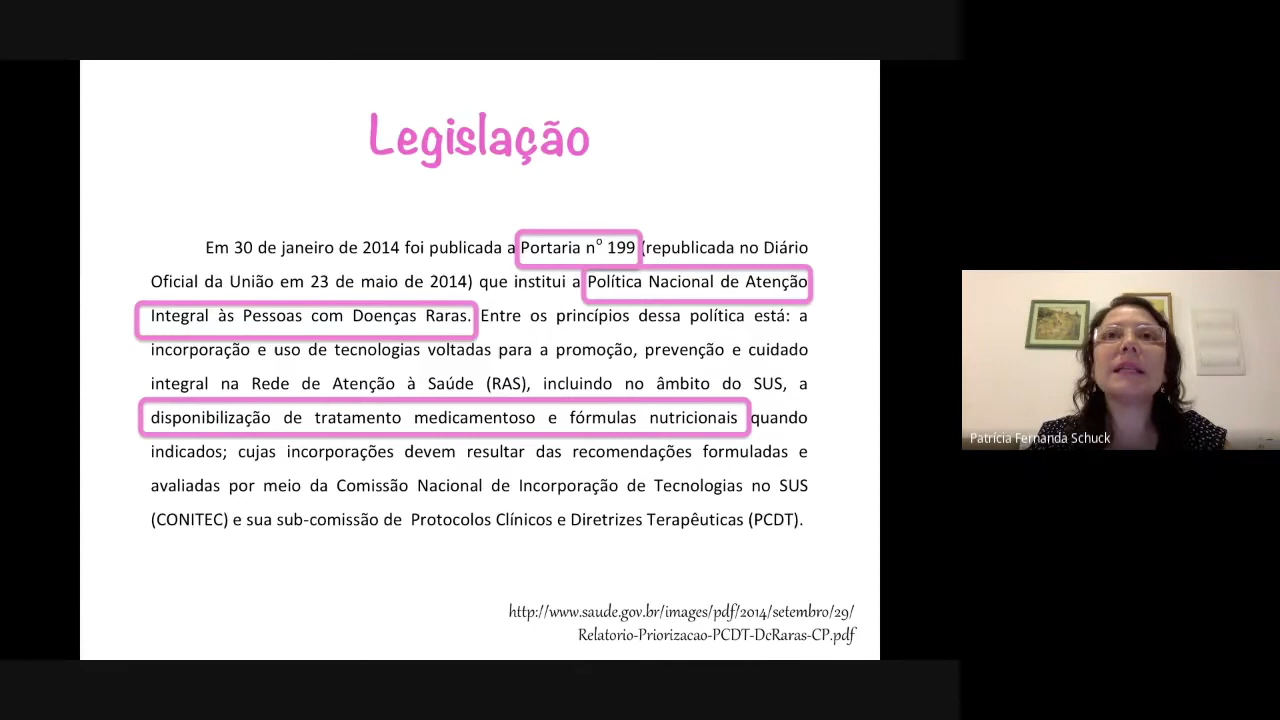 Legislação
Em 30 de janeiro de 2014 foi publicada a Portaria nº 199 (republicada no Diário
Oficial da União em 23 de maio de 2014) que institui a Política Nacional de Atenção
Integral às Pessoas com Doenças Raras. Entre os princípios dessa política está: a
incorporação e uso de tecnologias voltadas para a promoção, prevenção e cuidado
integral na Rede de Atenção à Saúde (RAS), incluindo no âmbito do SUS, a
disponibilização de tratamento medicamentoso e fórmulas nutricionais quando
indicados; cujas incorporações devem resultar das recomendações formuladas e
avaliadas por meio da Comissão Nacional de Incorporação de Tecnologias no SUS
(CONITEC) e sua sub-comissão de Protocolos Clínicos e Diretrizes Terapêuticas (PCDT).
http://www.saude.gov.br/images/pdf/2014/setembro/29/
Relatorio-Priorizacao-PCDT-DcRaras-CP.pdf
Patrícia Fernanda Schuck